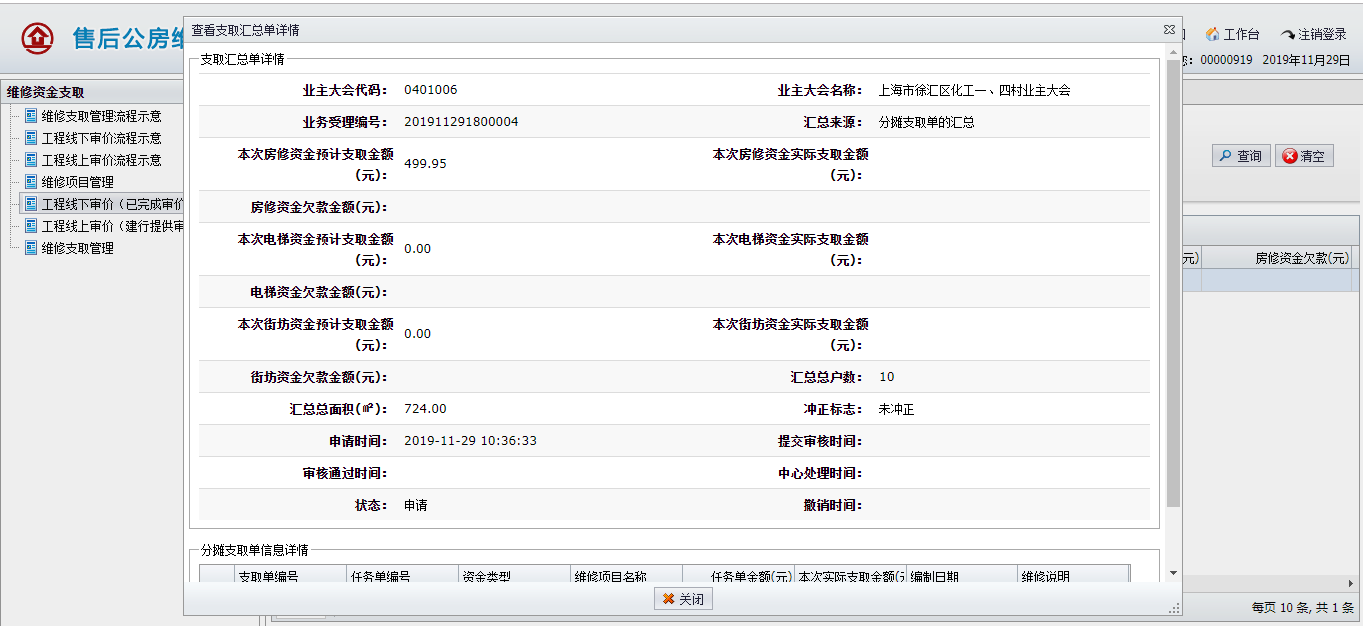 售后公房维
工作台 注销登录
00000919 2019年11月29日
维修资金支取
维修支取管理流程示意
工程线下审价流程示意
工程线上审价流程示意
维修项目管理
工程线下审价（已完成审价
工程线上审价（建行提供审
维修支取管理
查看支取汇总单详情
支取汇总单详情
业主大会代码： 0401006 业主大会名称： 上海市徐汇区化工一、四村业主大会
业务受理编号： 201911291800004 汇总来源： 分摊支取单的汇总
本次房修资金预计支取金额(元)： 499.95 本次房修资金实际支取金额(元)：
房修资金欠款金额(元)：
本次电梯资金预计支取金额(元)： 0.00 本次电梯资金实际支取金额(元)：
电梯资金欠款金额(元)：
本次街坊资金预计支取金额(元)： 0.00 本次街坊资金实际支取金额(元)：
街坊资金欠款金额(元)： 汇总总户数： 10
汇总总面积(㎡)： 724.00 冲正标志： 未冲正
申请时间： 2019-11-29 10:36:33 提交审核时间：
审核通过时间： 中心处理时间：
状态： 申请 撤销时间：
分摊支取单信息详情
支取单编号 任务单编号 资金类型 维修项目名称 任务单金额(元) 本次实际支取金额(元 编制日期 维修说明
关闭
查询 清空
元) 房修资金欠款(元)
每页 10 条, 共 1 条